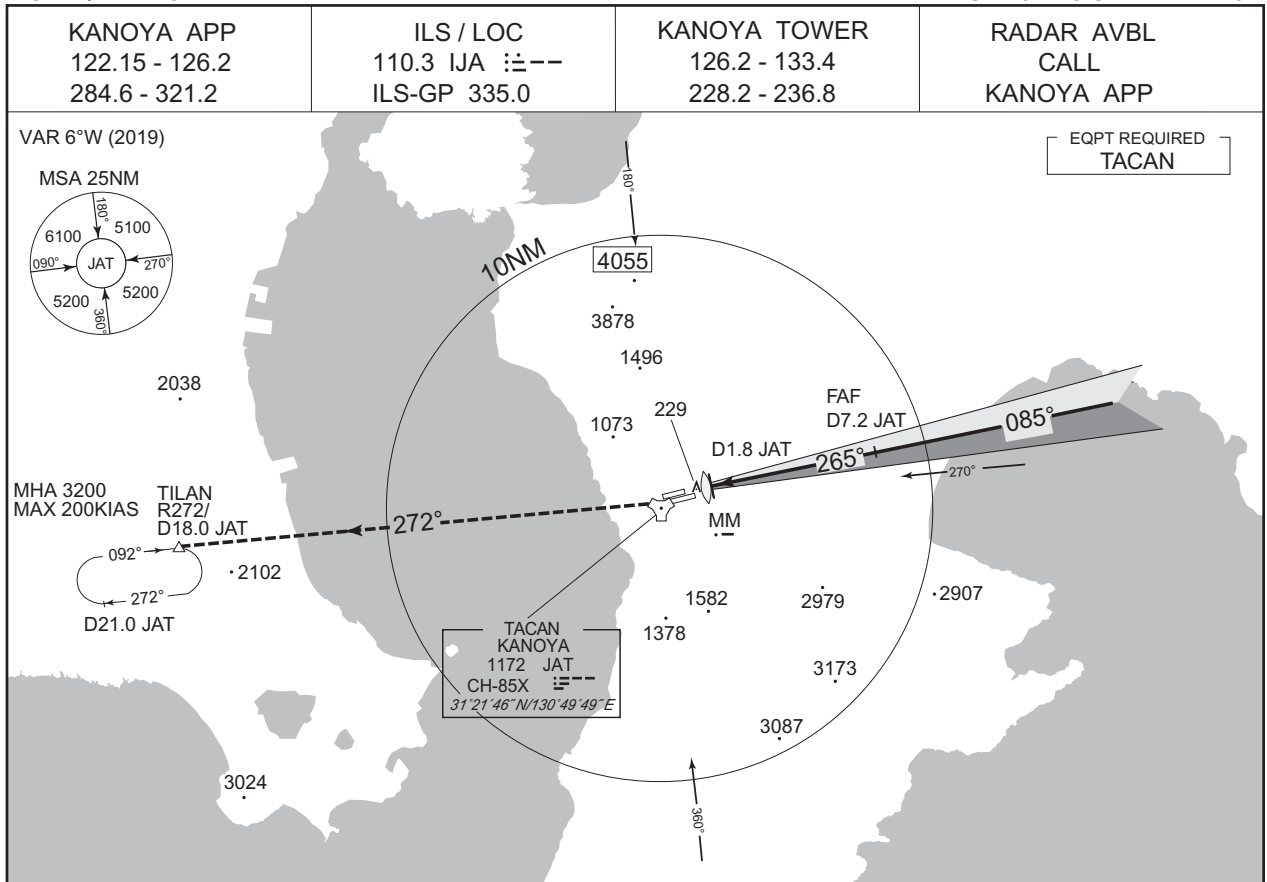 KANOYA APP
122.15 - 126.2
284.6 - 321.2
ILS / LOC
110.3 IJA
ILS-GP 335.0
KANOYA TOWER
126.2 - 133.4
228.2 - 236.8
RADAR AVBL
CALL
KANOYA APP
VAR 6°W (2019)
EQPT REQUIRED
TACAN
MSA 25NM
180°
6100
5100
090°
JAT
270°
5200
5200
360°
180°
10NM
4055
3878
1496
2038
1073
229
FAF
D7.2 JAT
085°
D1.8 JAT
265°
270°
MHA 3200
MAX 200KIAS
TILAN
R272/
D18.0 JAT
272°
A
MM
092°
2102
272°
D21.0 JAT
1582
2979
2907
1378
TACAN
KANOYA
1172 JAT
CH-85X
31°21´46˝N/130°49´49˝E
3173
3087
3024
360°